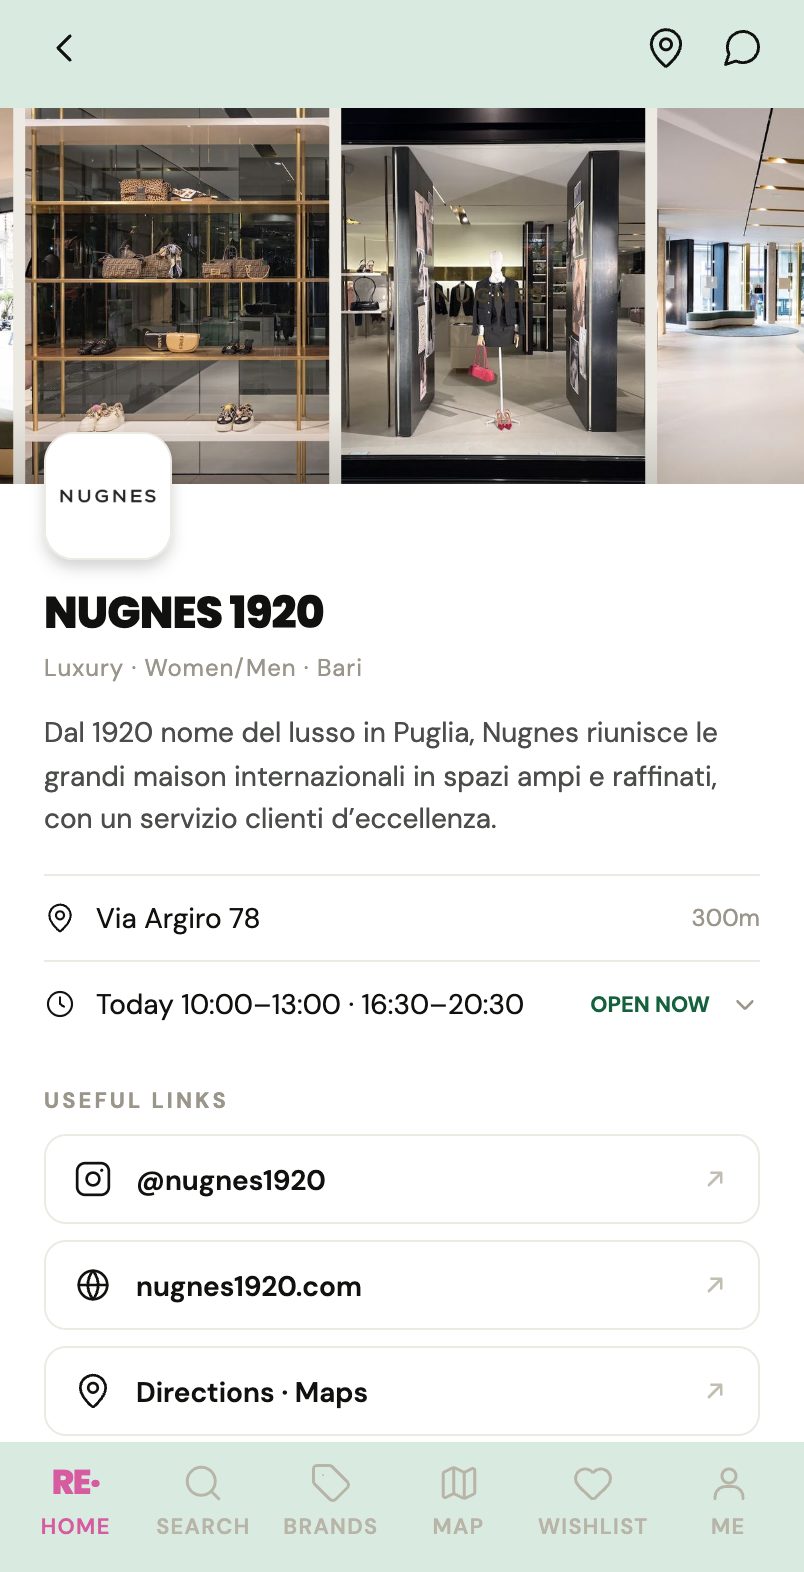 NUGNES
NUGNES 1920
Luxury · Women/Men · Bari
Dal 1920 nome del lusso in Puglia, Nugnes riunisce le
grandi maison internazionali in spazi ampi e raffinati,
con un servizio clienti d’eccellenza.
Via Argiro 78
300m
Today 10:00–13:00 · 16:30–20:30
OPEN NOW
USEFUL LINKS
@nugnes1920
nugnes1920.com
Directions · Maps
RE·
HOME
SEARCH
BRANDS
MAP
WISHLIST
ME